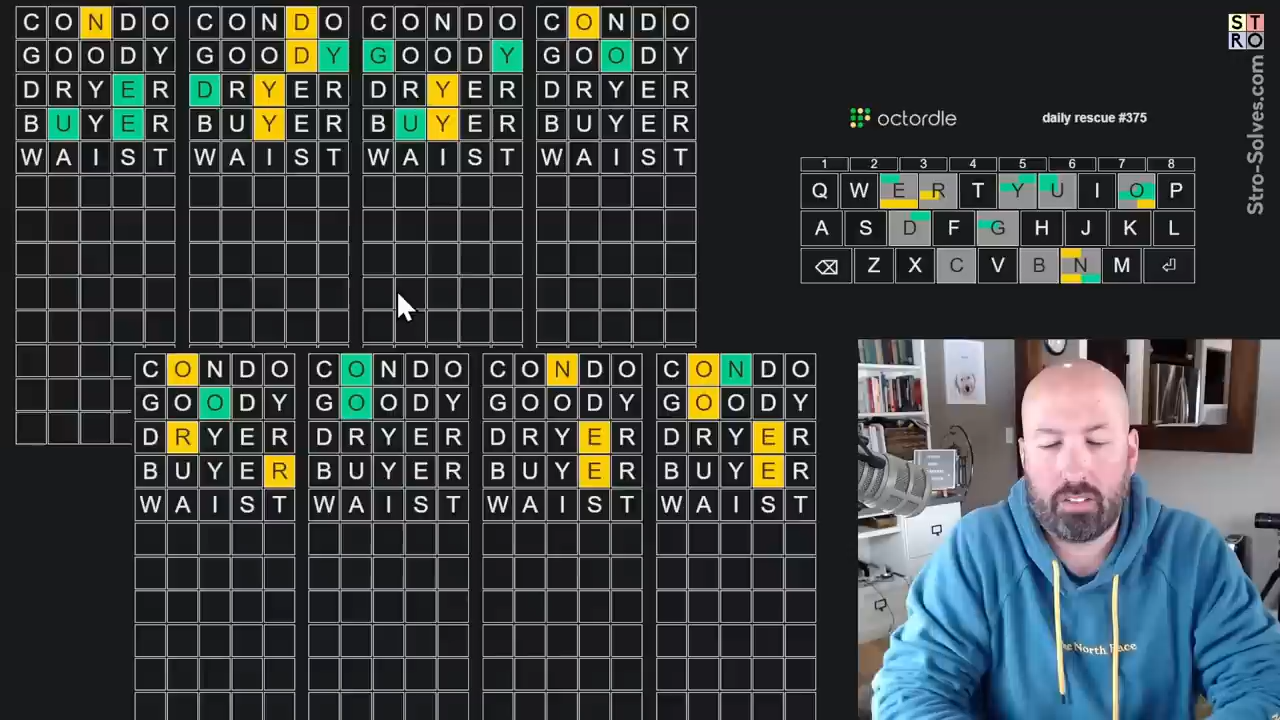 CONDO CONDO CONDO CONDO
GOODY GOODY GOODY GOODY
DRYER DRYER DRYER DRYER
BUYER BUYER BUYER BUYER
WAIST WAIST WAIST WAIST
CONDO CONDO CONDO CONDO
GOODY GOODY GOODY GOODY
DRYER DRYER DRYER DRYER
BUYER BUYER BUYER BUYER
WAIST WAIST WAIST WAIST
octordle daily rescue #375
1 2 3 4 5 6 7 8
Q W E R T Y U I O P
A S D F G H J K L
Z X C V B N M
ST
RO
Stro-Solves.com
The North Face